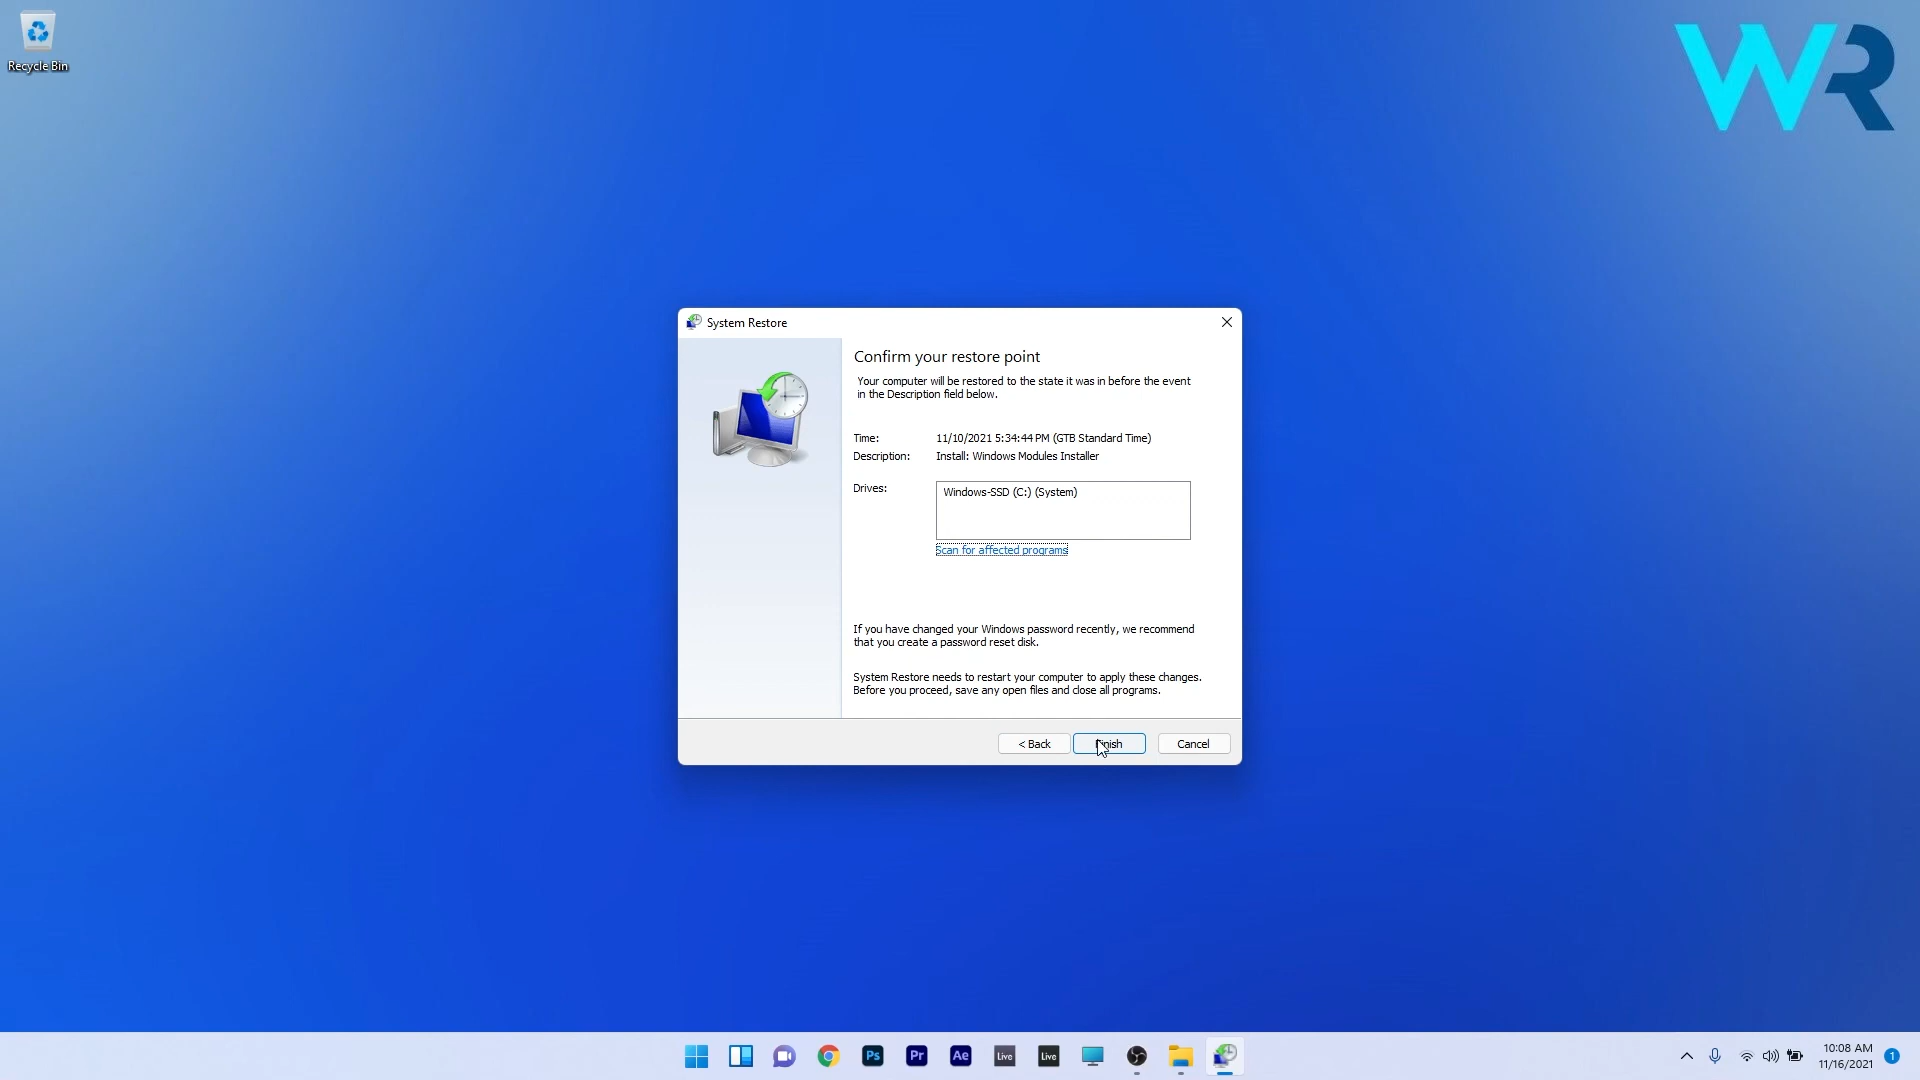 Recycle Bin
WR
System Restore
Confirm your restore point
Your computer will be restored to the state it was in before the event
in the Description field below.
Time: 11/10/2021 5:34:44 PM (GTB Standard Time)
Description: Install: Windows Modules Installer
Drives: Windows-SSD (C:) (System)
Scan for affected programs
If you have changed your Windows password recently, we recommend
that you create a password reset disk.
System Restore needs to restart your computer to apply these changes.
Before you proceed, save any open files and close all programs.
< Back Finish Cancel
Ps Pr Ae Live Live
10:08 AM
11/16/2021
1